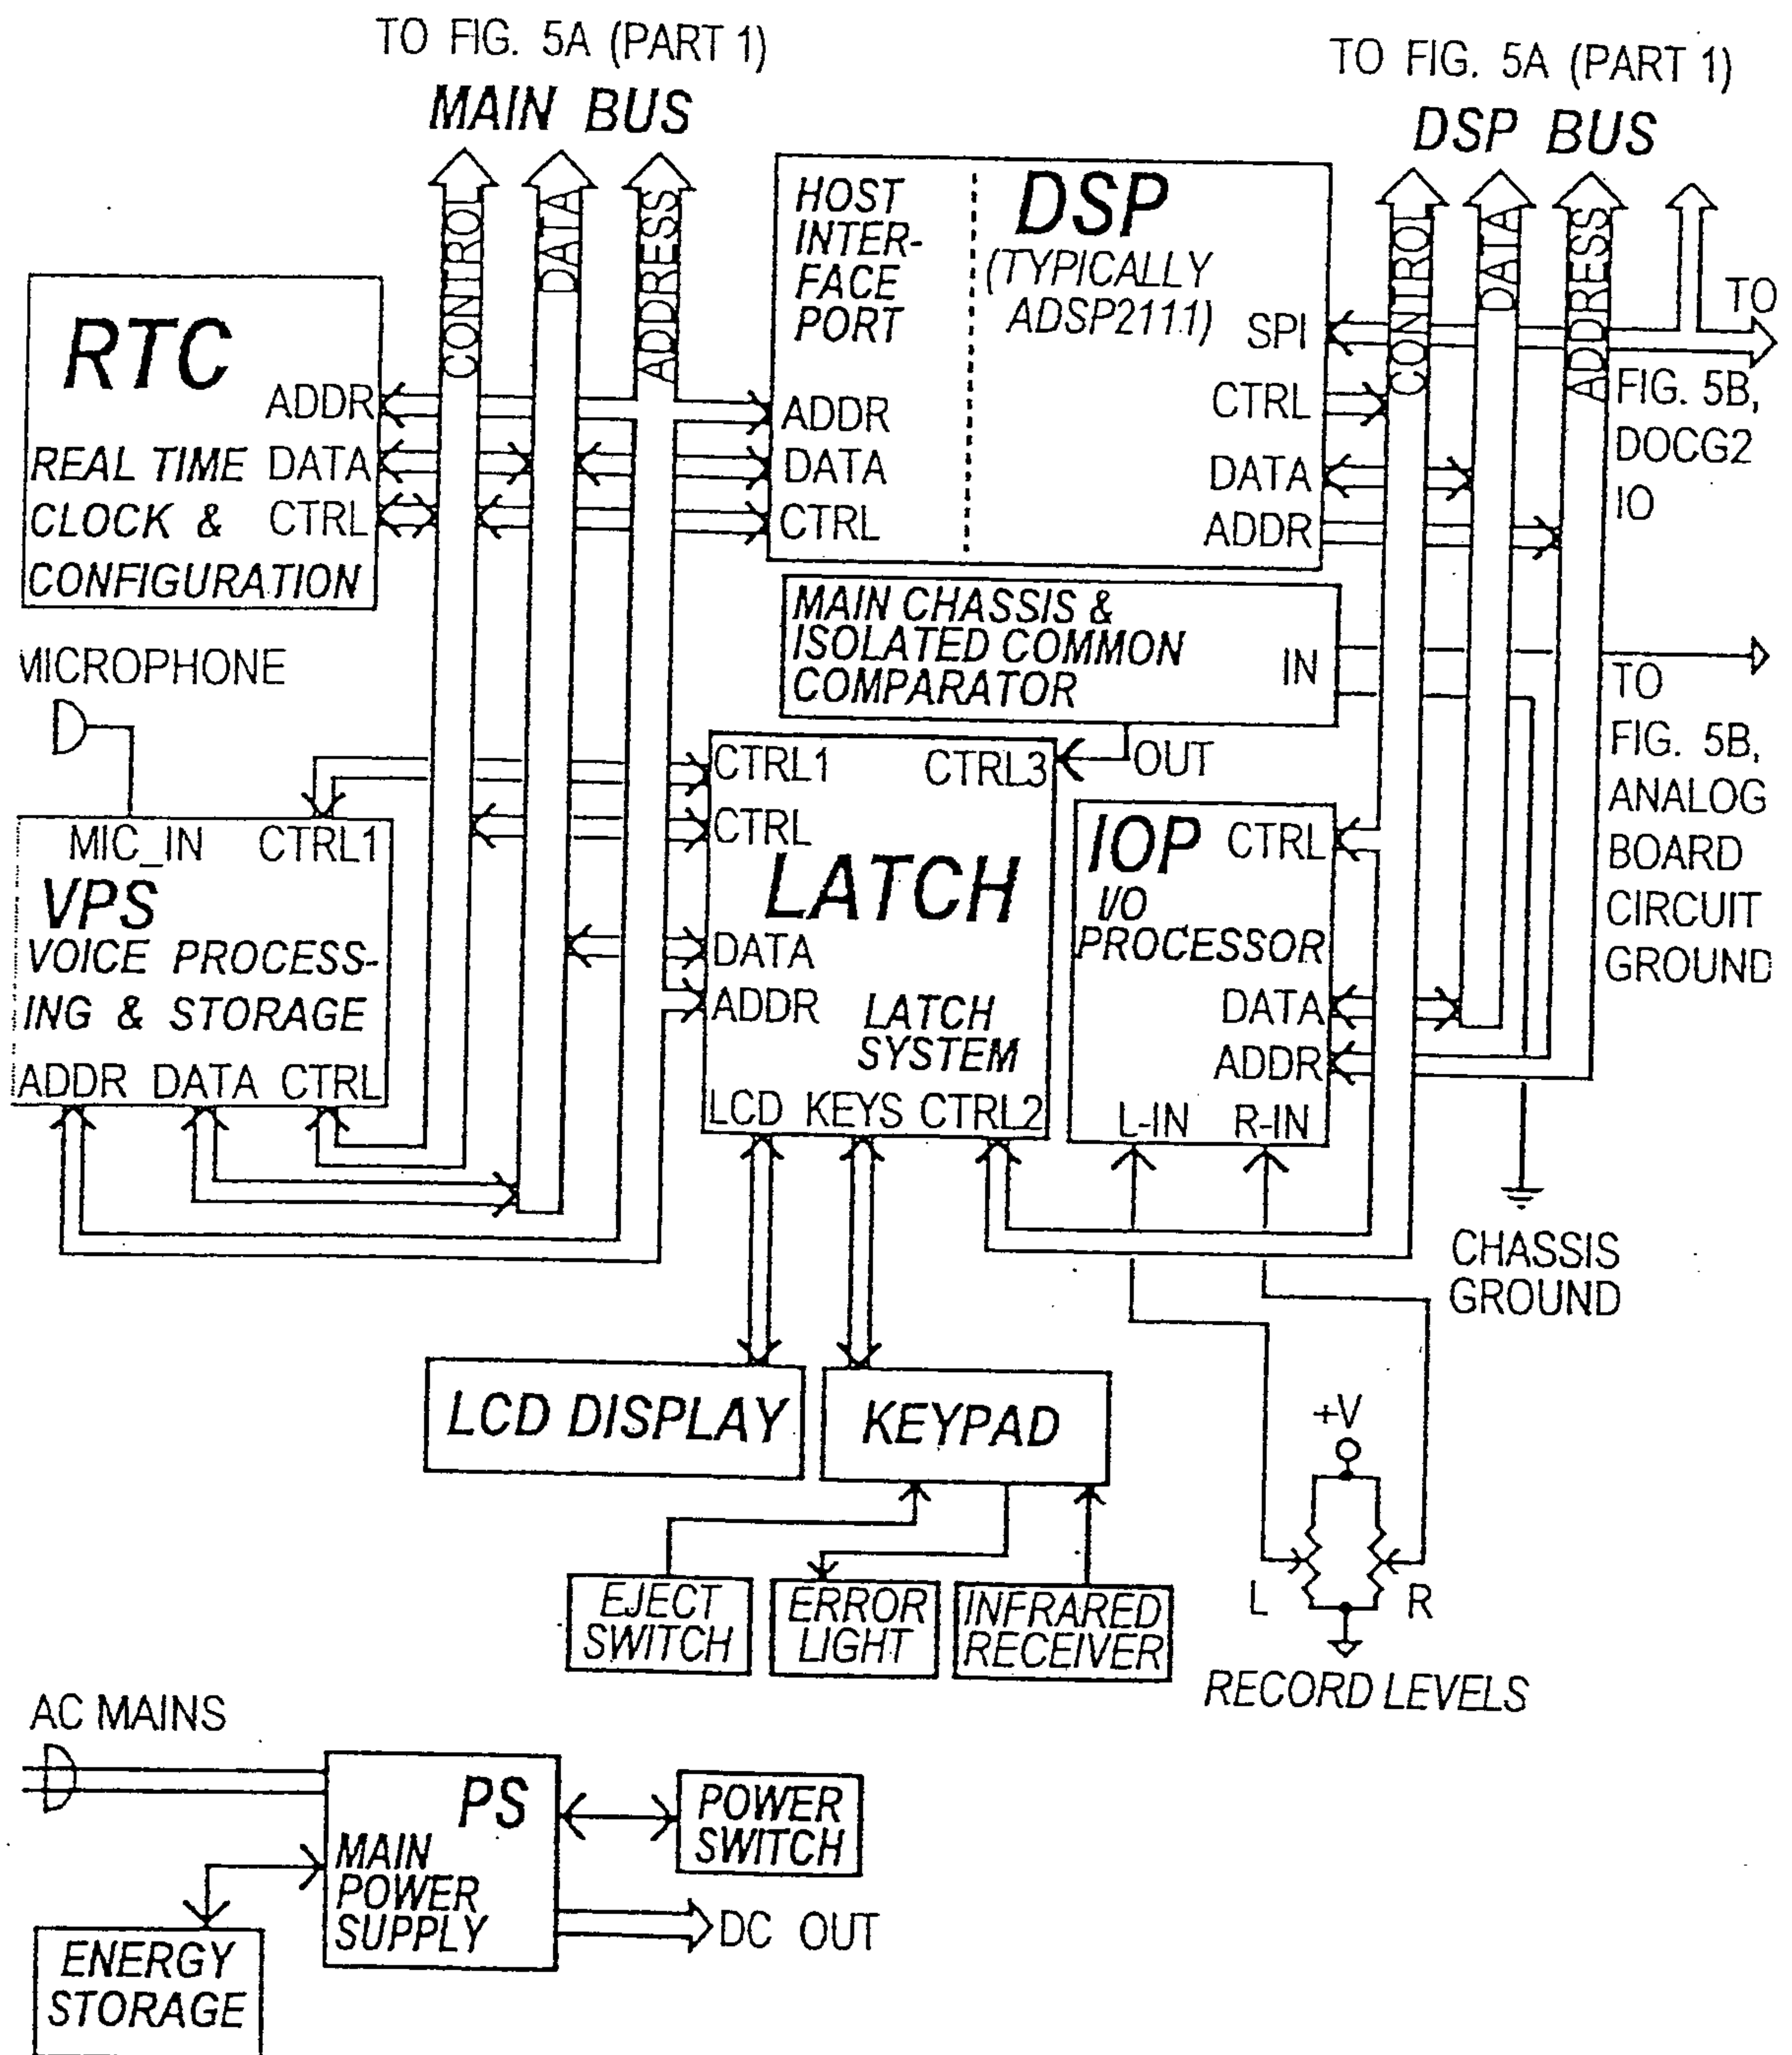 TO FIG. 5A (PART 1)
MAIN BUS
TO FIG. 5A (PART 1)
DSP BUS
CONTROL
DATA
ADDRESS
HOST
INTER-
FACE
PORT
DSP
(TYPICALLY
ADSP2111)
SPI
CTRL
DATA
ADDR
ADDR
DATA
CTRL
CONTROL
DATA
ADDRESS
TO
FIG. 5B,
DOCG2
IO
RTC
ADDR
REAL TIME DATA
CLOCK & CTRL
CONFIGURATION
MAIN CHASSIS &
ISOLATED COMMON
COMPARATOR
IN
OUT
TO
FIG. 5B,
ANALOG
BOARD
CIRCUIT
GROUND
MICROPHONE
MIC_IN CTRL1
VPS
VOICE PROCESS-
ING & STORAGE
ADDR DATA CTRL
CTRL1 CTRL3
CTRL
LATCH
DATA
ADDR
LATCH
SYSTEM
LCD KEYS CTRL2
IOP CTRL
I/O
PROCESSOR
DATA
ADDR
L-IN R-IN
CHASSIS
GROUND
LCD DISPLAY
KEYPAD
+V
EJECT
SWITCH
ERROR
LIGHT
INFRARED
RECEIVER
L R
RECORD LEVELS
AC MAINS
PS
MAIN
POWER
SUPPLY
POWER
SWITCH
DC OUT
ENERGY
STORAGE